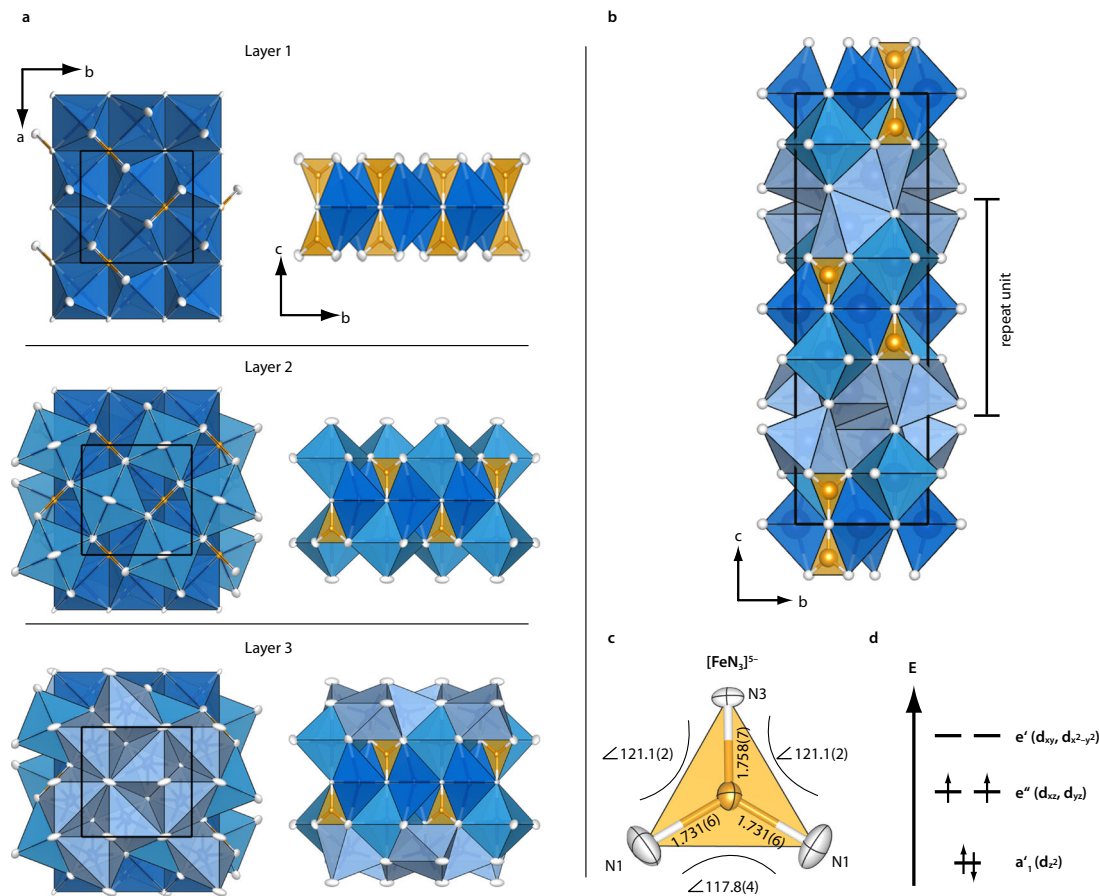 a
Layer 1
b
a
c
b
Layer 2
Layer 3
b
repeat unit
c
b
c
[FeN₃]⁵⁻
N3
∠121.1(2)
∠121.1(2)
1.758(7)
1.731(6)
1.731(6)
N1
N1
∠117.8(4)
d
E
e‘ (dxy, dx²–y²)
e“ (dxz, dyz)
a‘₁ (dz²)